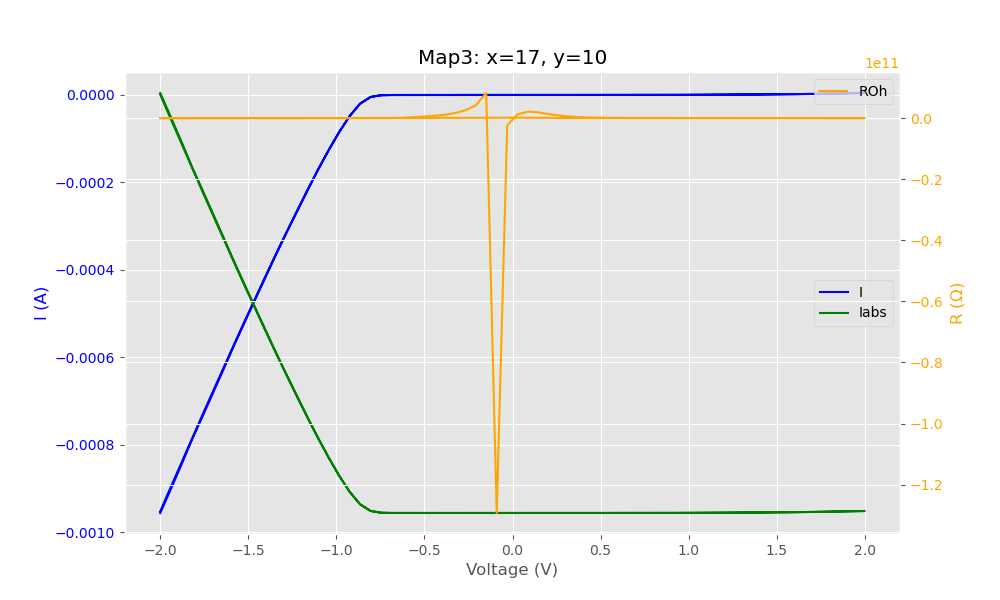 Map3: x=17, y=10
1e11
ROh
0.0000
−0.0002
−0.0004
−0.0006
−0.0008
−0.0010
I (A)
0.0
−0.2
−0.4
−0.6
−0.8
−1.0
−1.2
R (Ω)
I
Iabs
−2.0 −1.5 −1.0 −0.5 0.0 0.5 1.0 1.5 2.0
Voltage (V)